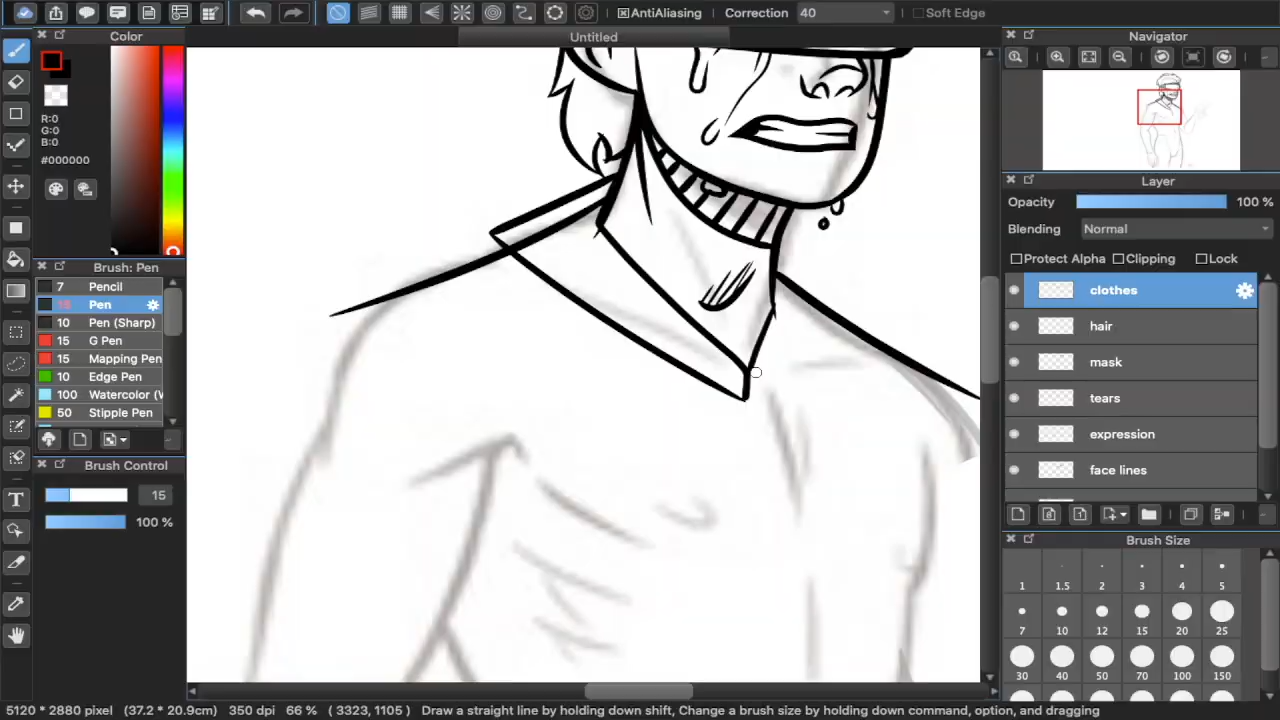 AntiAliasing Correction 40 Soft Edge
Color
Untitled
Navigator
R:0
G:0
B:0
#000000
Brush: Pen
7 Pencil
15 Pen
10 Pen (Sharp)
15 G Pen
15 Mapping Pen
10 Edge Pen
100 Watercolor (W
50 Stipple Pen
Brush Control
15
100 %
Layer
Opacity 100 %
Blending Normal
Protect Alpha Clipping Lock
clothes
hair
mask
tears
expression
face lines
Brush Size
1 1.5 2 3 4 5
7 10 12 15 20 25
30 40 50 70 100 150
5120 * 2880 pixel (37.2 * 20.9cm) 350 dpi 66 % ( 3323, 1105 ) Draw a straight line by holding down shift, Change a brush size by holding down command, option, and dragging